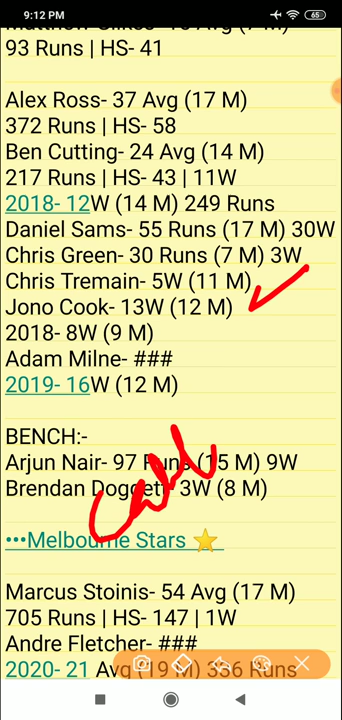 9:12 PM
65
93 Runs | HS- 41
Alex Ross- 37 Avg (17 M)
372 Runs | HS- 58
Ben Cutting- 24 Avg (14 M)
217 Runs | HS- 43 | 11W
2018- 12W (14 M) 249 Runs
Daniel Sams- 55 Runs (17 M) 30W
Chris Green- 30 Runs (7 M) 3W
Chris Tremain- 5W (11 M)
Jono Cook- 13W (12 M)
2018- 8W (9 M)
Adam Milne- ###
2019- 16W (12 M)
BENCH:-
Arjun Nair- 97 Runs (15 M) 9W
Brendan Doggett- 3W (8 M)
•••Melbourne Stars ⭐
Marcus Stoinis- 54 Avg (17 M)
705 Runs | HS- 147 | 1W
Andre Fletcher- ###
2020- 21 Avg (19 M) 336 Runs